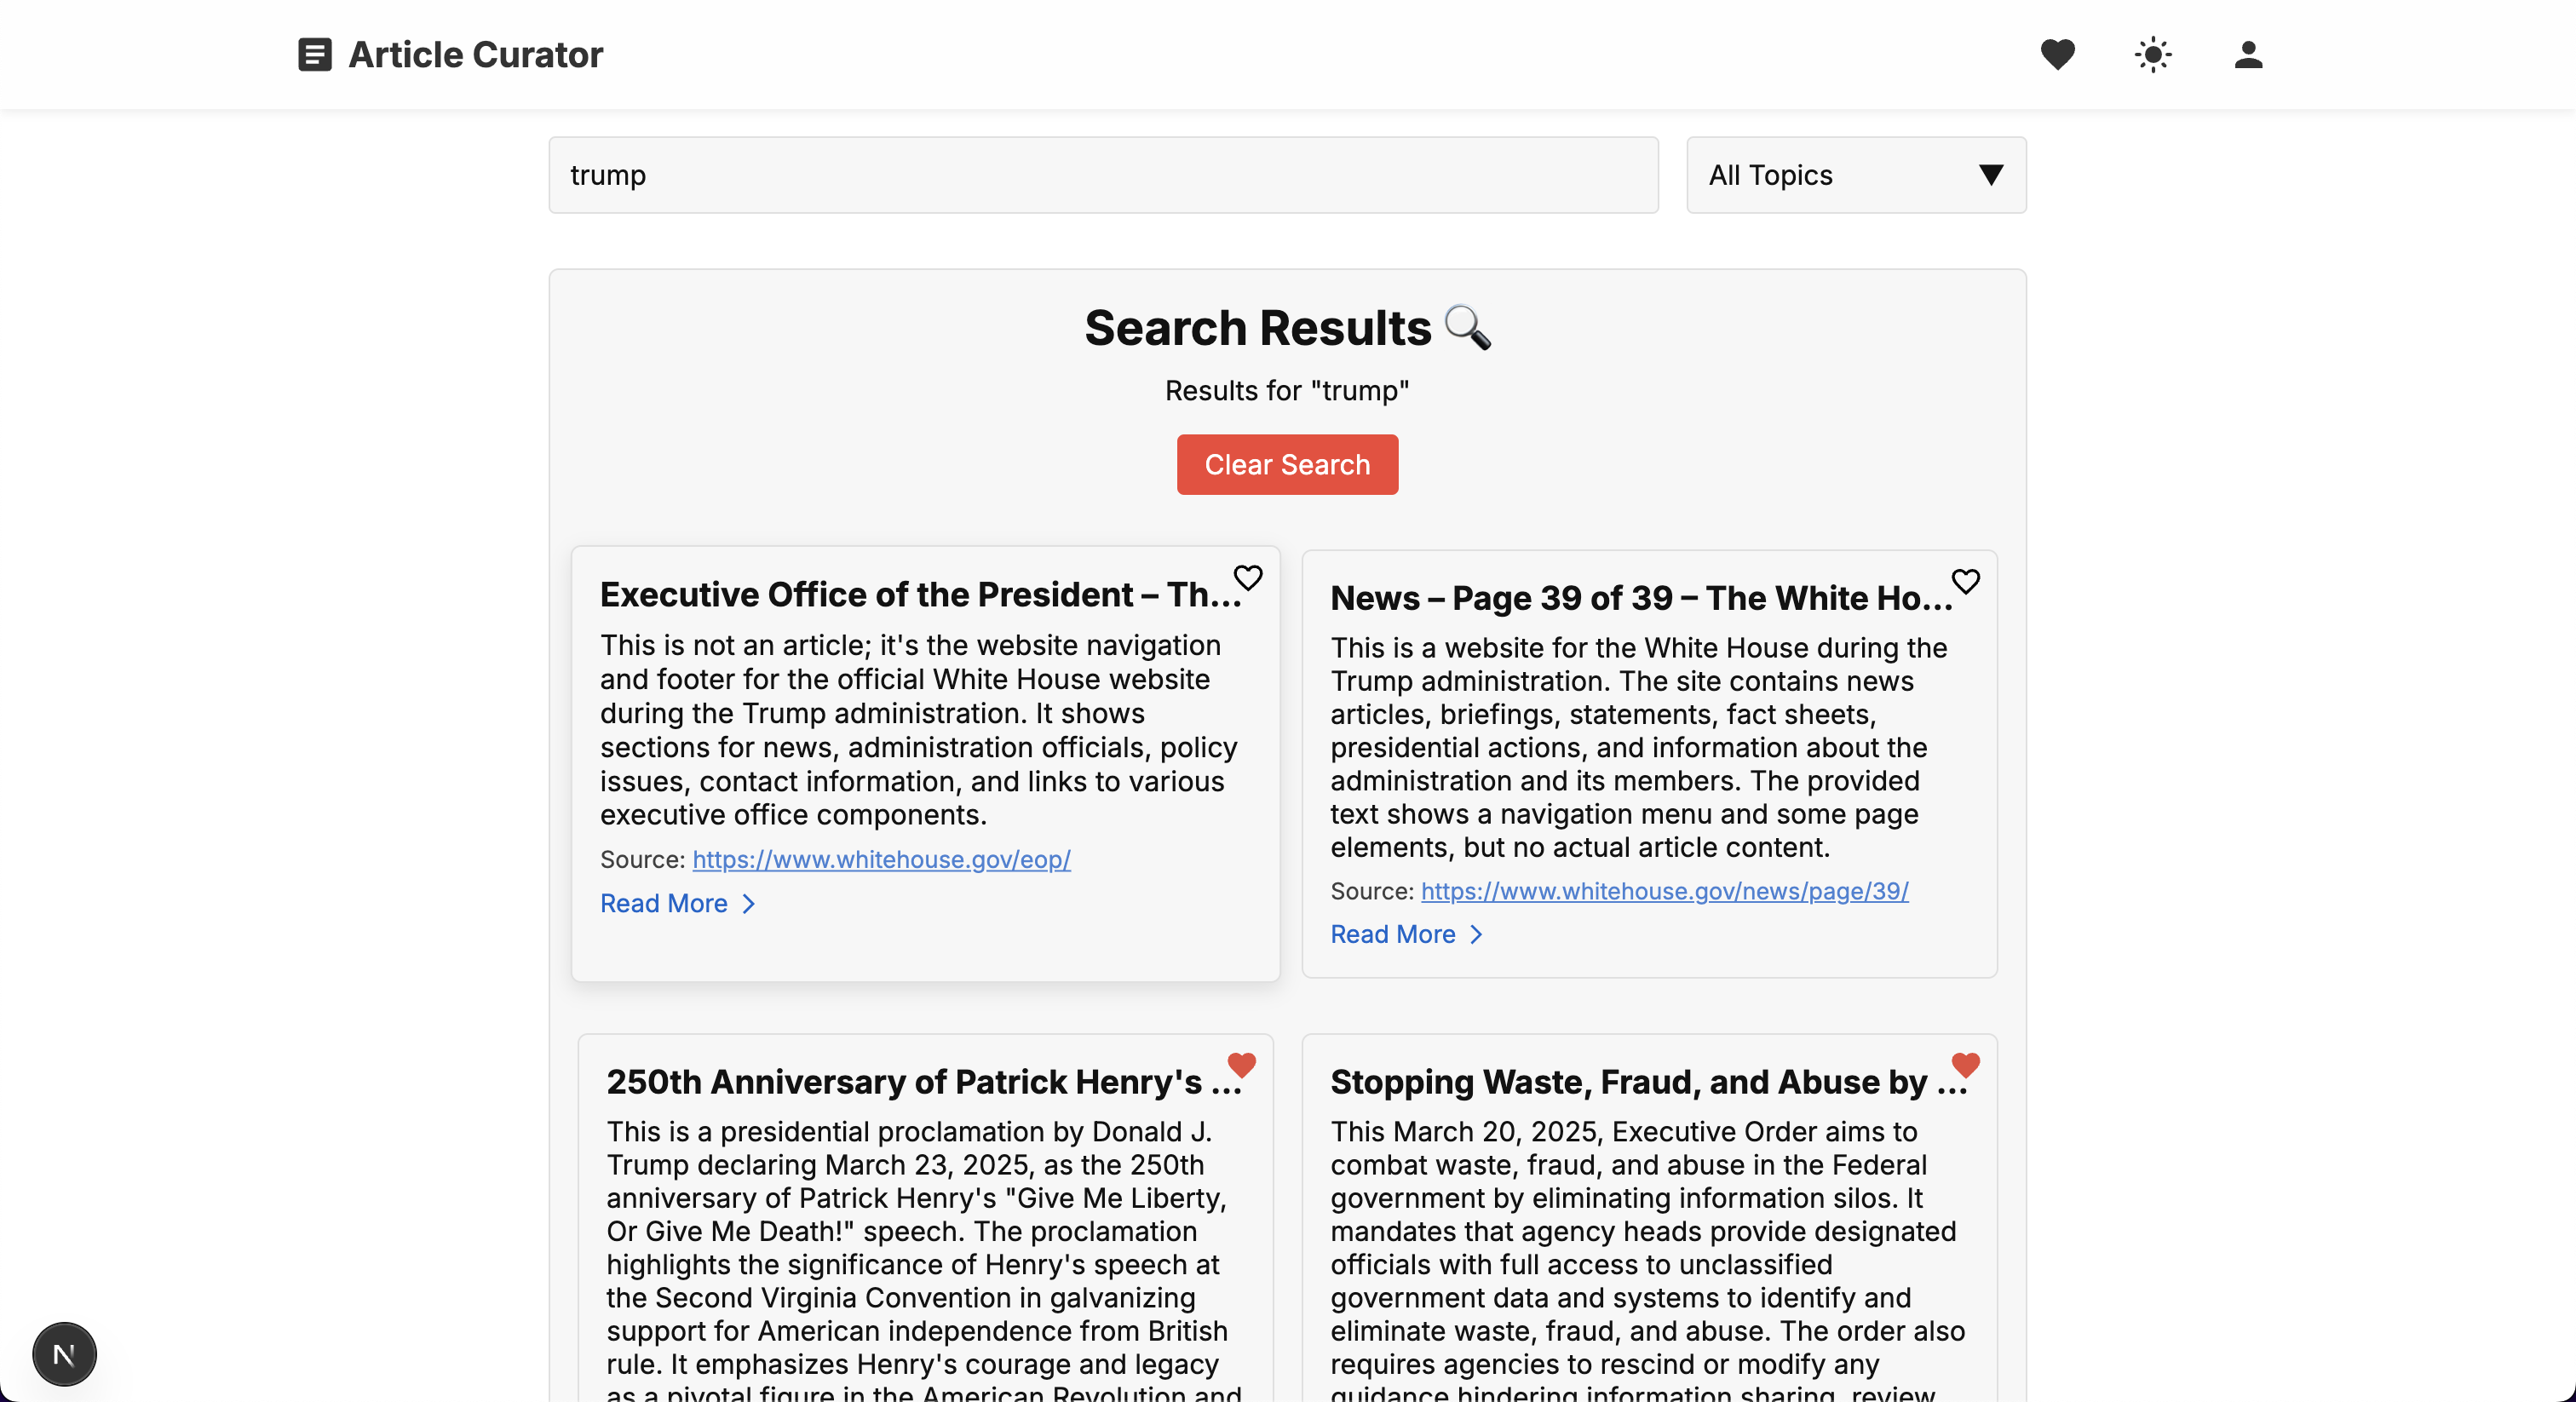 Article Curator
trump
All Topics
Search Results
Results for "trump"
Clear Search
Executive Office of the President – Th...
This is not an article; it's the website navigation
and footer for the official White House website
during the Trump administration. It shows
sections for news, administration officials, policy
issues, contact information, and links to various
executive office components.
Source: https://www.whitehouse.gov/eop/
Read More
News – Page 39 of 39 – The White Ho...
This is a website for the White House during the
Trump administration. The site contains news
articles, briefings, statements, fact sheets,
presidential actions, and information about the
administration and its members. The provided
text shows a navigation menu and some page
elements, but no actual article content.
Source: https://www.whitehouse.gov/news/page/39/
Read More
250th Anniversary of Patrick Henry's ...
This is a presidential proclamation by Donald J.
Trump declaring March 23, 2025, as the 250th
anniversary of Patrick Henry's "Give Me Liberty,
Or Give Me Death!" speech. The proclamation
highlights the significance of Henry's speech at
the Second Virginia Convention in galvanizing
support for American independence from British
rule. It emphasizes Henry's courage and legacy
as a pivotal figure in the American Revolution and
Stopping Waste, Fraud, and Abuse by ...
This March 20, 2025, Executive Order aims to
combat waste, fraud, and abuse in the Federal
government by eliminating information silos. It
mandates that agency heads provide designated
officials with full access to unclassified
government data and systems to identify and
eliminate waste, fraud, and abuse. The order also
requires agencies to rescind or modify any
guidance hindering information sharing, review
N